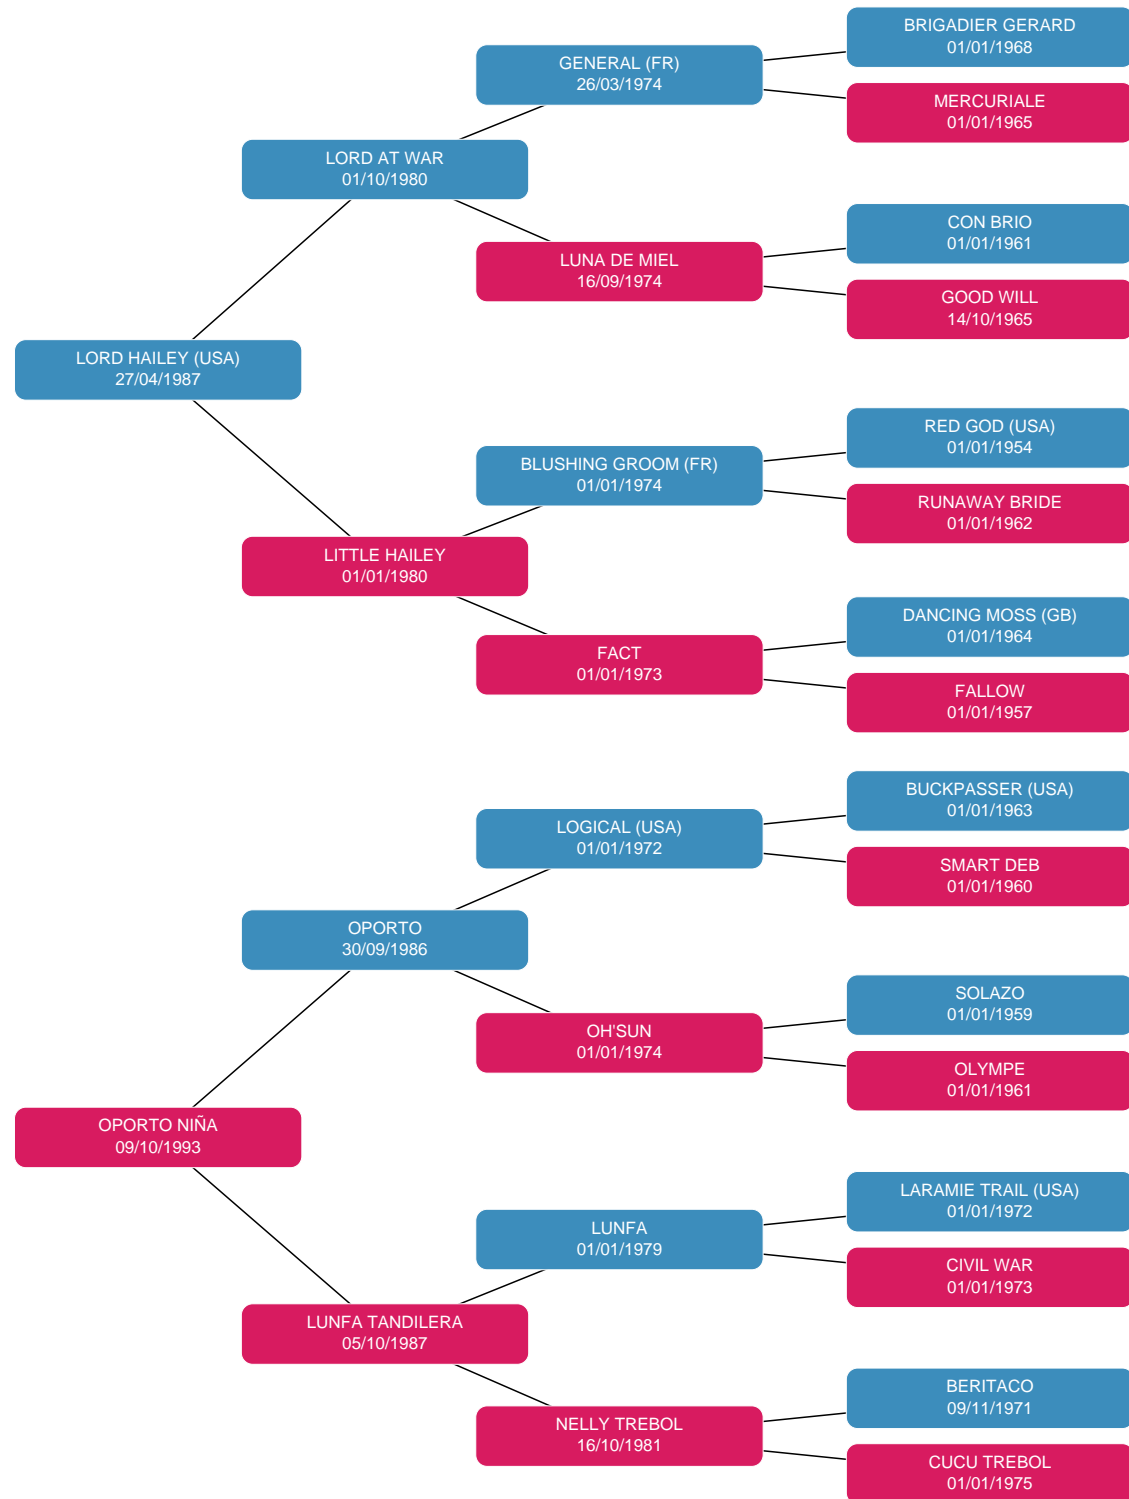 BRIGADIER GERARD
01/01/1968
GENERAL (FR)
26/03/1974
MERCURIALE
01/01/1965
LORD AT WAR
01/10/1980
CON BRIO
01/01/1961
LUNA DE MIEL
16/09/1974
GOOD WILL
14/10/1965
LORD HAILEY (USA)
27/04/1987
RED GOD (USA)
01/01/1954
BLUSHING GROOM (FR)
01/01/1974
RUNAWAY BRIDE
01/01/1962
LITTLE HAILEY
01/01/1980
DANCING MOSS (GB)
01/01/1964
FACT
01/01/1973
FALLOW
01/01/1957
BUCKPASSER (USA)
01/01/1963
LOGICAL (USA)
01/01/1972
SMART DEB
01/01/1960
OPORTO
30/09/1986
SOLAZO
01/01/1959
OH'SUN
01/01/1974
OLYMPE
01/01/1961
OPORTO NIÑA
09/10/1993
LARAMIE TRAIL (USA)
01/01/1972
LUNFA
01/01/1979
CIVIL WAR
01/01/1973
LUNFA TANDILERA
05/10/1987
BERITACO
09/11/1971
NELLY TREBOL
16/10/1981
CUCU TREBOL
01/01/1975